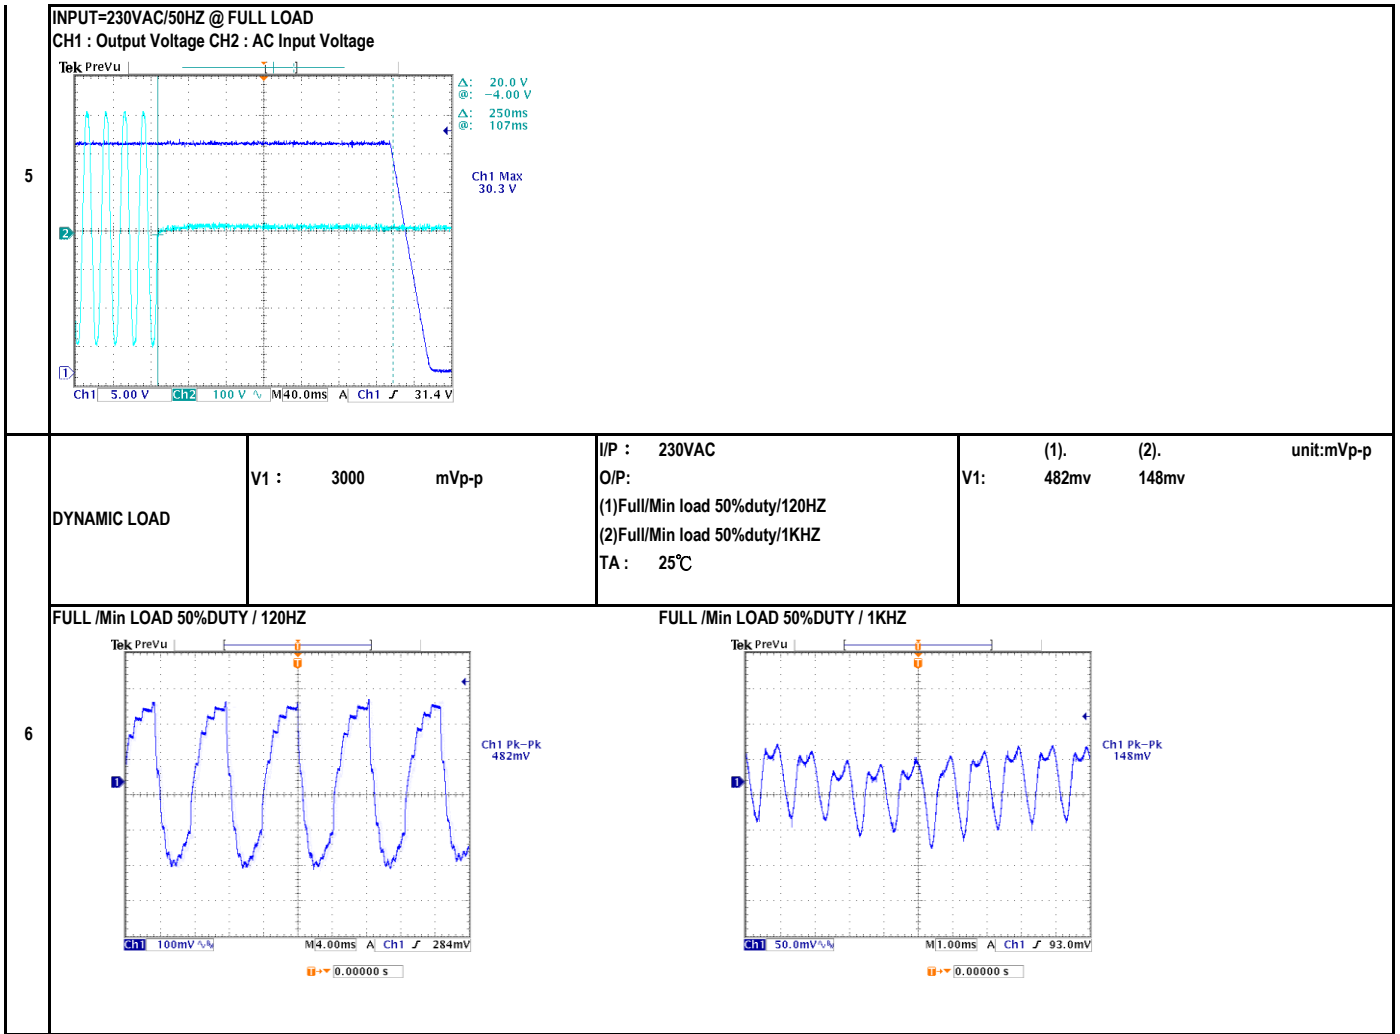 INPUT=230VAC/50HZ @ FULL LOAD
CH1 : Output Voltage CH2 : AC Input Voltage
Tek PreVu
Δ: 20.0 V
@: −4.00 V
Δ: 250ms
@: 107ms
Ch1 Max
30.3 V
5
2
1
Ch1 5.00 V Ch2 100 V M 40.0ms A Ch1 31.4 V
DYNAMIC LOAD
V1 : 3000 mVp-p
I/P : 230VAC
O/P:
(1)Full/Min load 50%duty/120HZ
(2)Full/Min load 50%duty/1KHZ
TA : 25℃
(1). (2). unit:mVp-p
V1: 482mv 148mv
6
FULL /Min LOAD 50%DUTY / 120HZ
Tek PreVu
T
1
Ch1 Pk−Pk
482mV
Ch1 100mV M 4.00ms A Ch1 284mV
T 0.00000 s
FULL /Min LOAD 50%DUTY / 1KHZ
Tek PreVu
T
1
Ch1 Pk−Pk
148mV
Ch1 50.0mV M 1.00ms A Ch1 93.0mV
T 0.00000 s